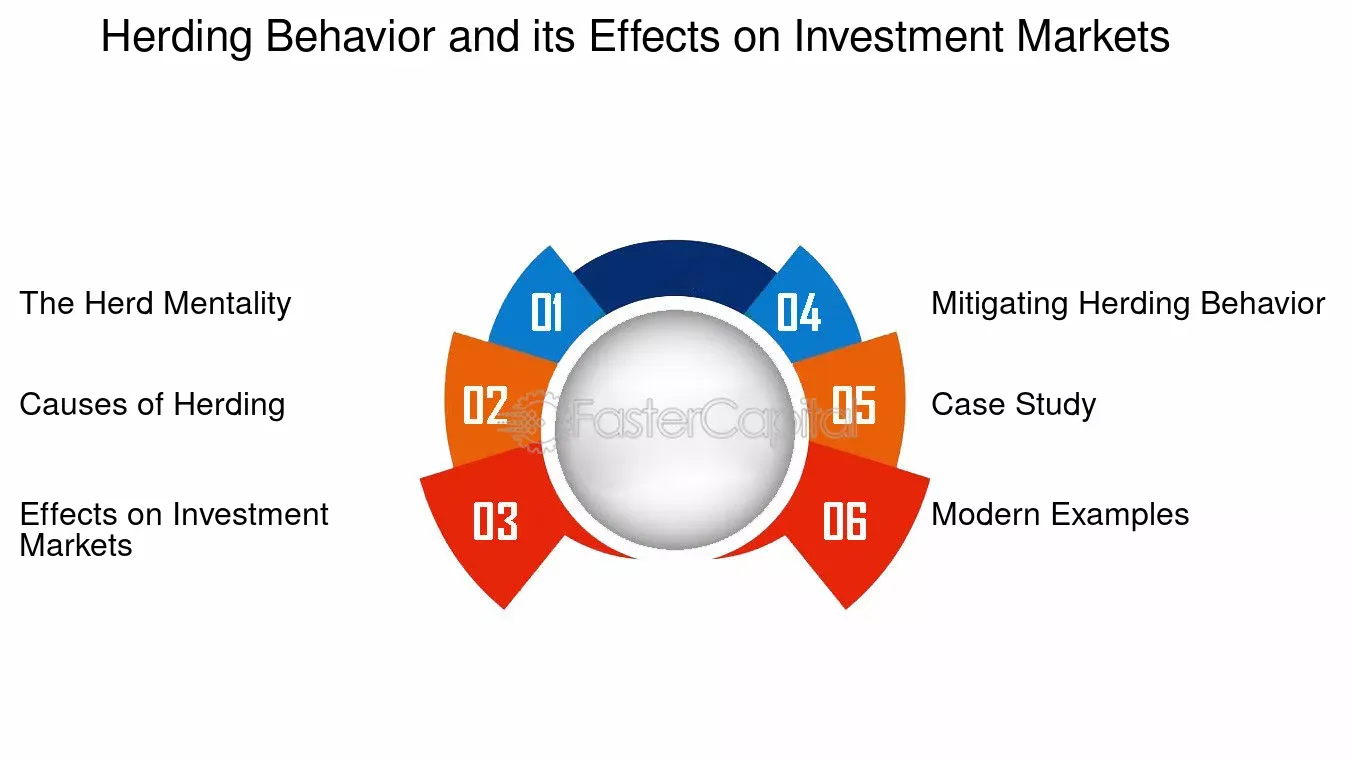 Herding Behavior and its Effects on Investment Markets
01
The Herd Mentality
02
Causes of Herding
03
Effects on Investment
Markets
04
Mitigating Herding Behavior
05
Case Study
06
Modern Examples
FasterCapital